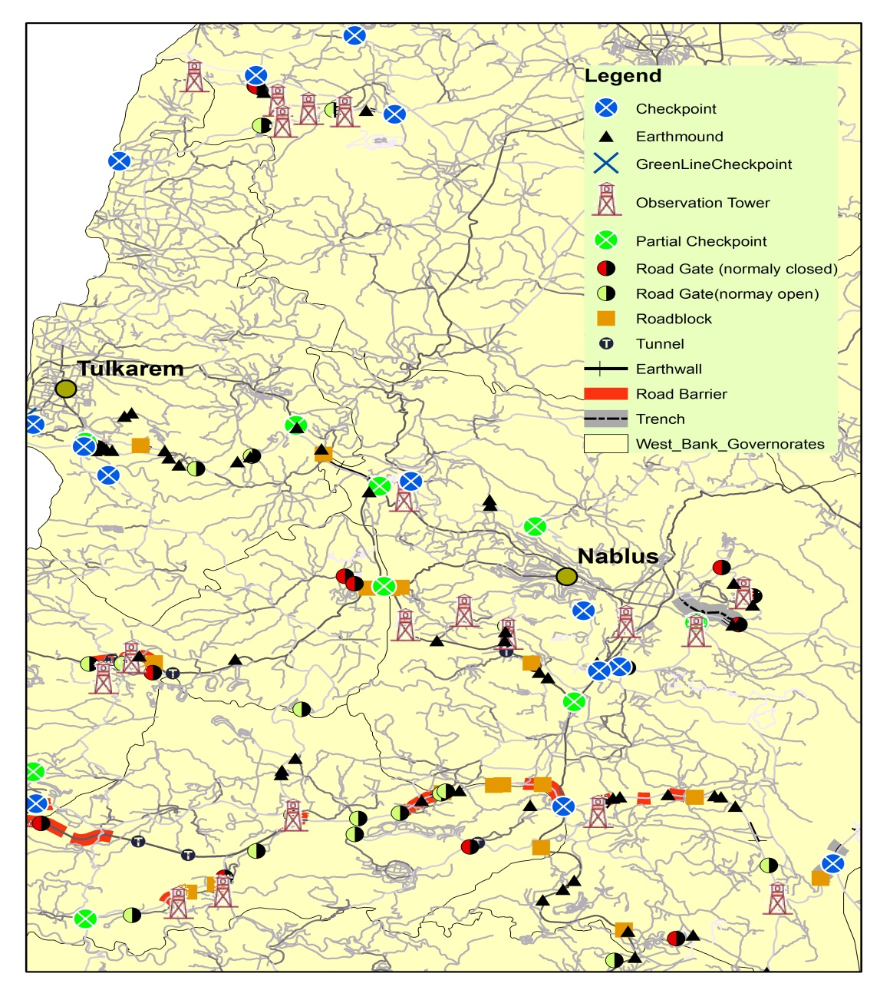 Legend
Checkpoint
Earthmound
GreenLineCheckpoint
Observation Tower
Partial Checkpoint
Road Gate (normaly closed)
Road Gate(normay open)
Roadblock
T Tunnel
Earthwall
Road Barrier
Trench
West_Bank_Governorates
Tulkarem
Nablus
T
T
T
T
T